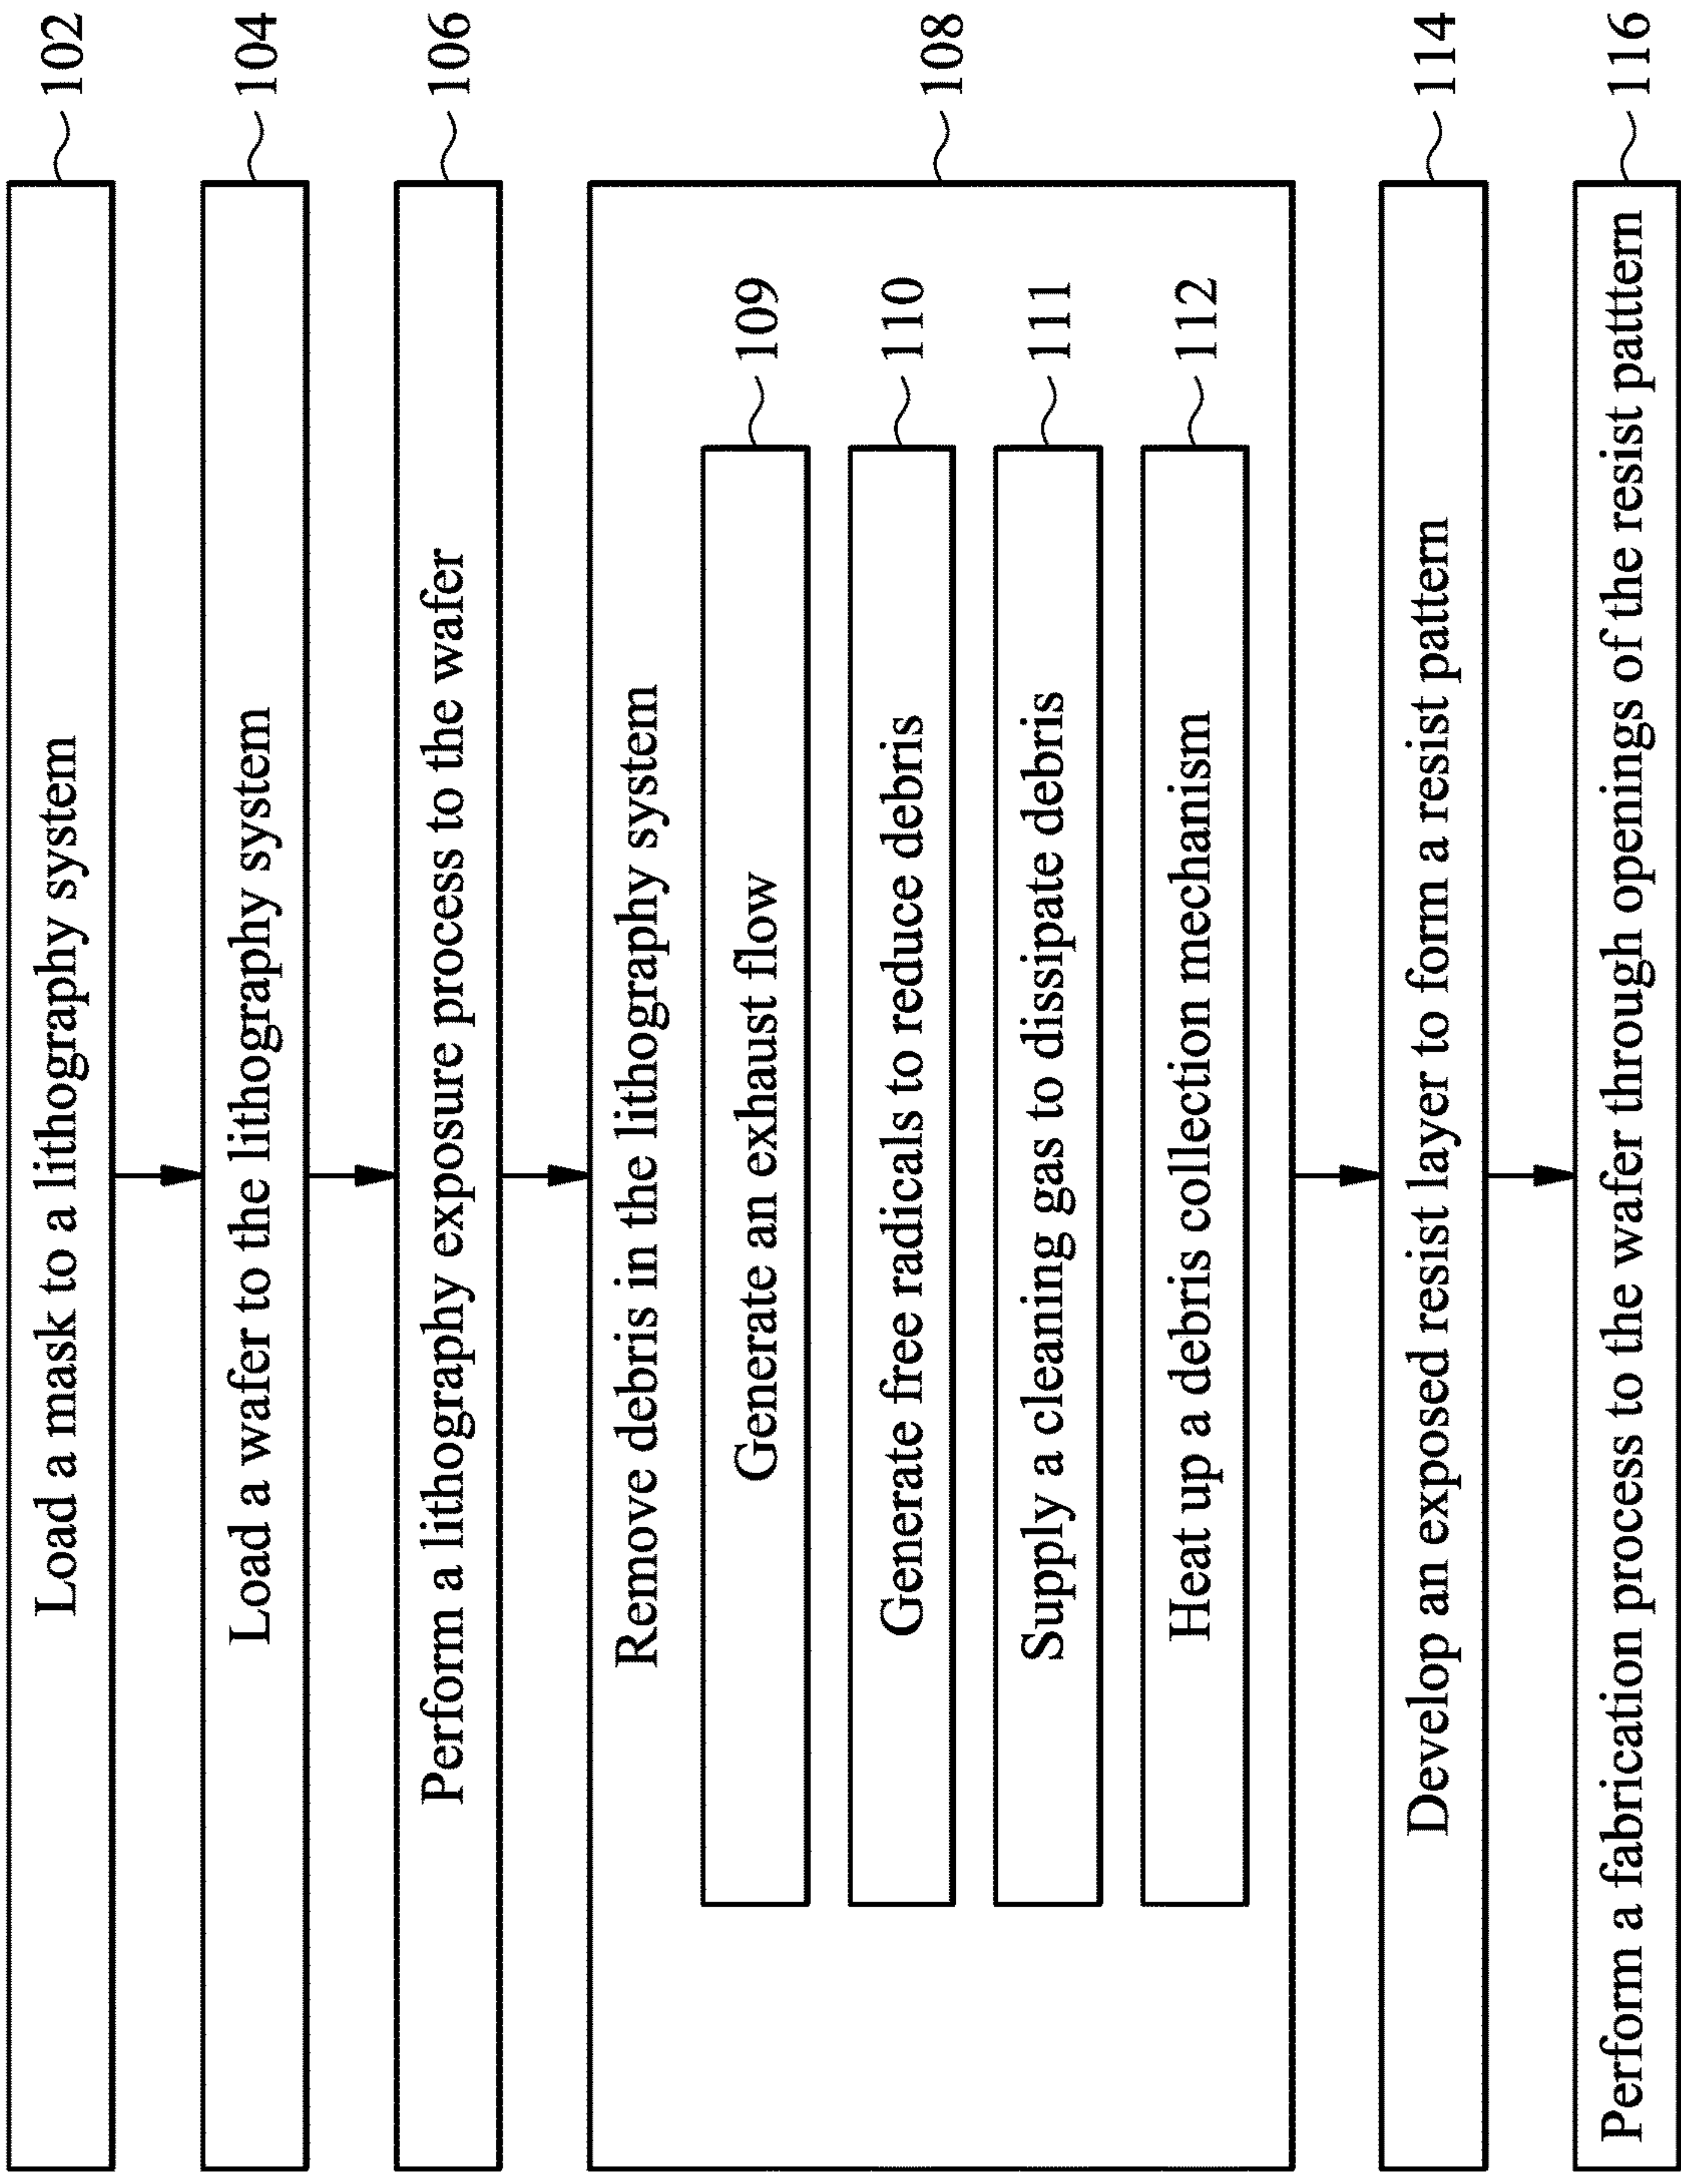 Load a mask to a lithography system 102
Load a wafer to the lithography system 104
Perform a lithography exposure process to the wafer 106
Remove debris in the lithography system 108
Generate an exhaust flow 109
Generate free radicals to reduce debris 110
Supply a cleaning gas to dissipate debris 111
Heat up a debris collection mechanism 112
Develop an exposed resist layer to form a resist pattern 114
Perform a fabrication process to the wafer through openings of the resist pattern 116